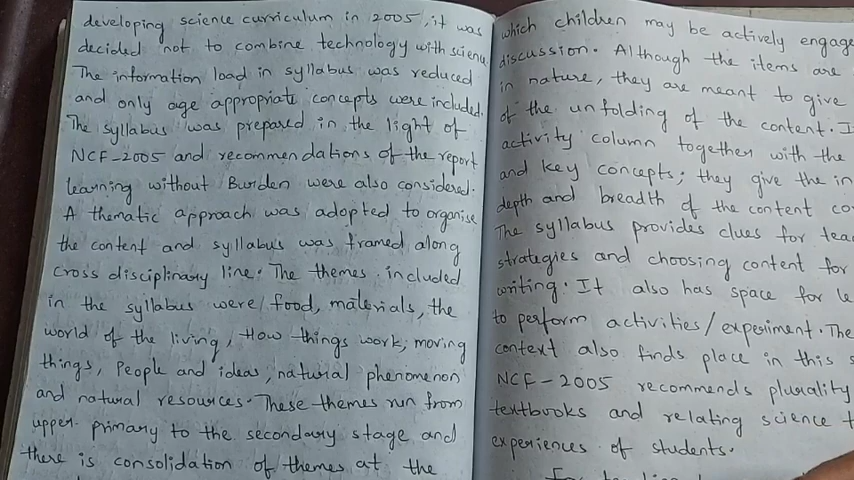 developing science curriculum in 2005, it was
decided not to combine technology with science
The information load in syllabus was reduced
and only age appropriate concepts were included.
The syllabus was prepared in the light of
NCF-2005 and recommendations of the report
learning without Burden were also considered.
A thematic approach was adopted to organise
the content and syllabus was framed along
cross disciplinary line. The themes included
in the syllabus were food, materials, the
world of the living, How things work, moving
things, People and ideas, natural phenomenon
and natural resources. These themes run from
upper primary to the secondary stage and
there is consolidation of themes at the
which children may be actively engage
discussion. Although the items are
in nature, they are meant to give
of the unfolding of the content.
activity column together with the
and key concepts; they give the
depth and breadth of the content
The syllabus provides clues for
strategies and choosing content for
writing. It also has space for
to perform activities/experiment. The
context also finds place in this
NCF-2005 recommends plurality
textbooks and relating science
experiences of students.